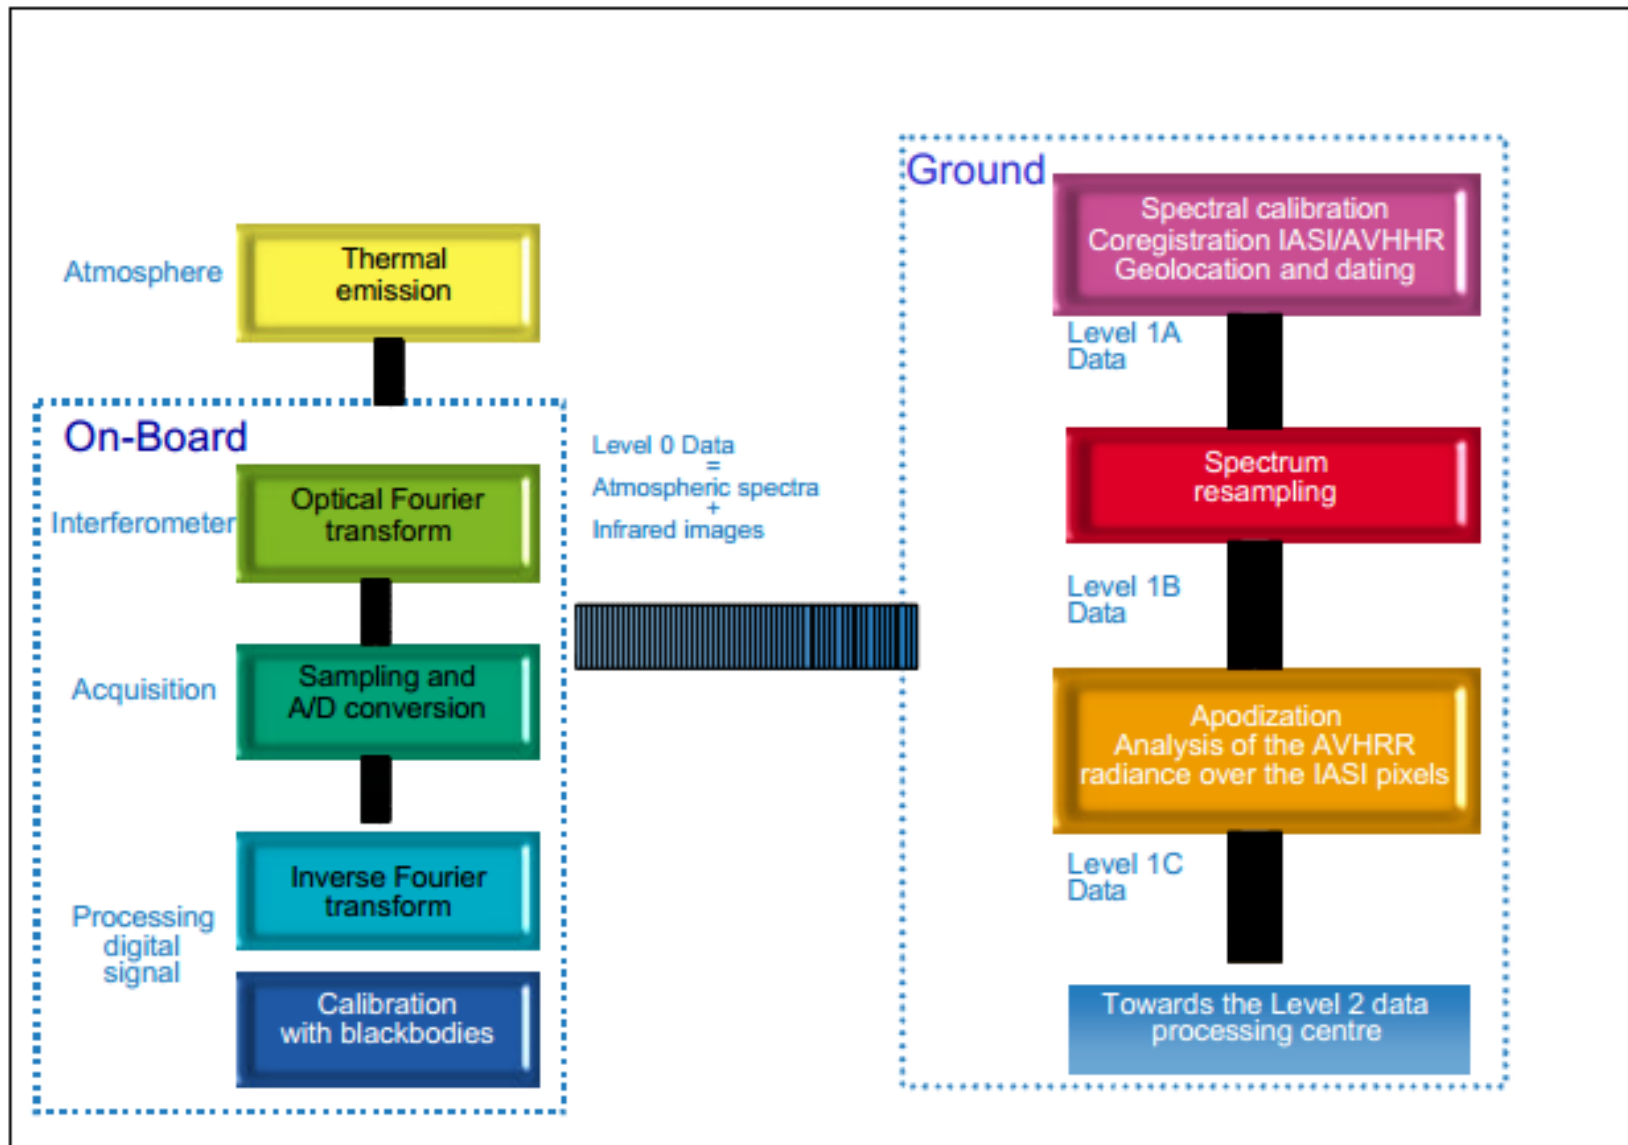 Atmosphere
Thermal
emission
On-Board
Interferometer
Optical Fourier
transform
Acquisition
Sampling and
A/D conversion
Processing
digital
signal
Inverse Fourier
transform
Calibration
with blackbodies
Level 0 Data
=
Atmospheric spectra
+
Infrared images
Ground
Spectral calibration
Coregistration IASI/AVHHR
Geolocation and dating
Level 1A
Data
Spectrum
resampling
Level 1B
Data
Apodization
Analysis of the AVHRR
radiance over the IASI pixels
Level 1C
Data
Towards the Level 2 data
processing centre